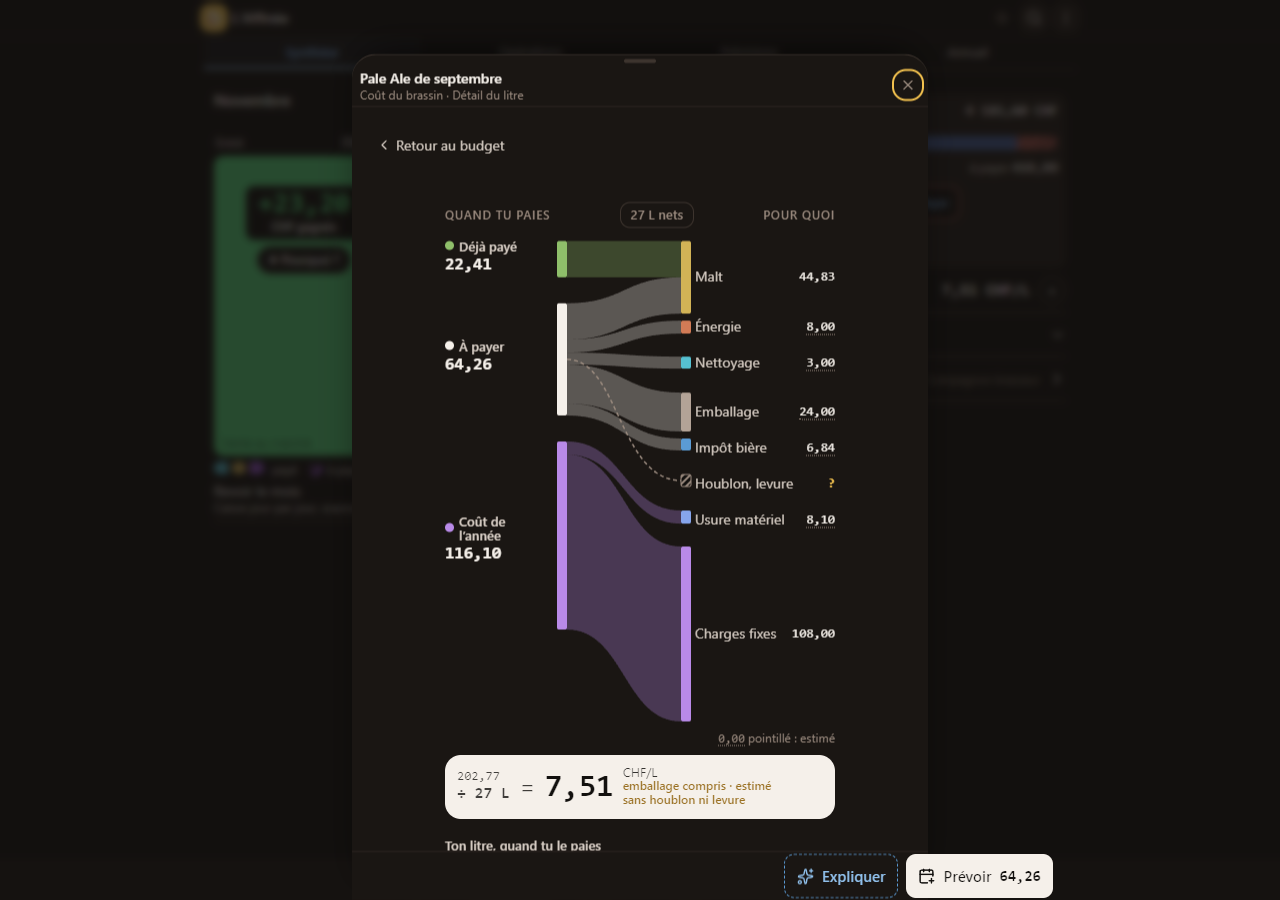 Pale Ale de septembre
Coût du brassin · Détail du litre
Retour au budget
QUAND TU PAIES
27 L nets
POUR QUOI
Déjà payé
22,41
À payer
64,26
Coût de
l'année
116,10
Malt 44,83
Énergie 8,00
Nettoyage 3,00
Emballage 24,00
Impôt bière 6,84
Houblon, levure ?
Usure matériel 8,10
Charges fixes 108,00
0,00 pointillé : estimé
202,77
÷ 27 L
= 7,51
CHF/L
emballage compris · estimé
sans houblon ni levure
Ton litre, quand tu le paies
Expliquer
Prévoir 64,26